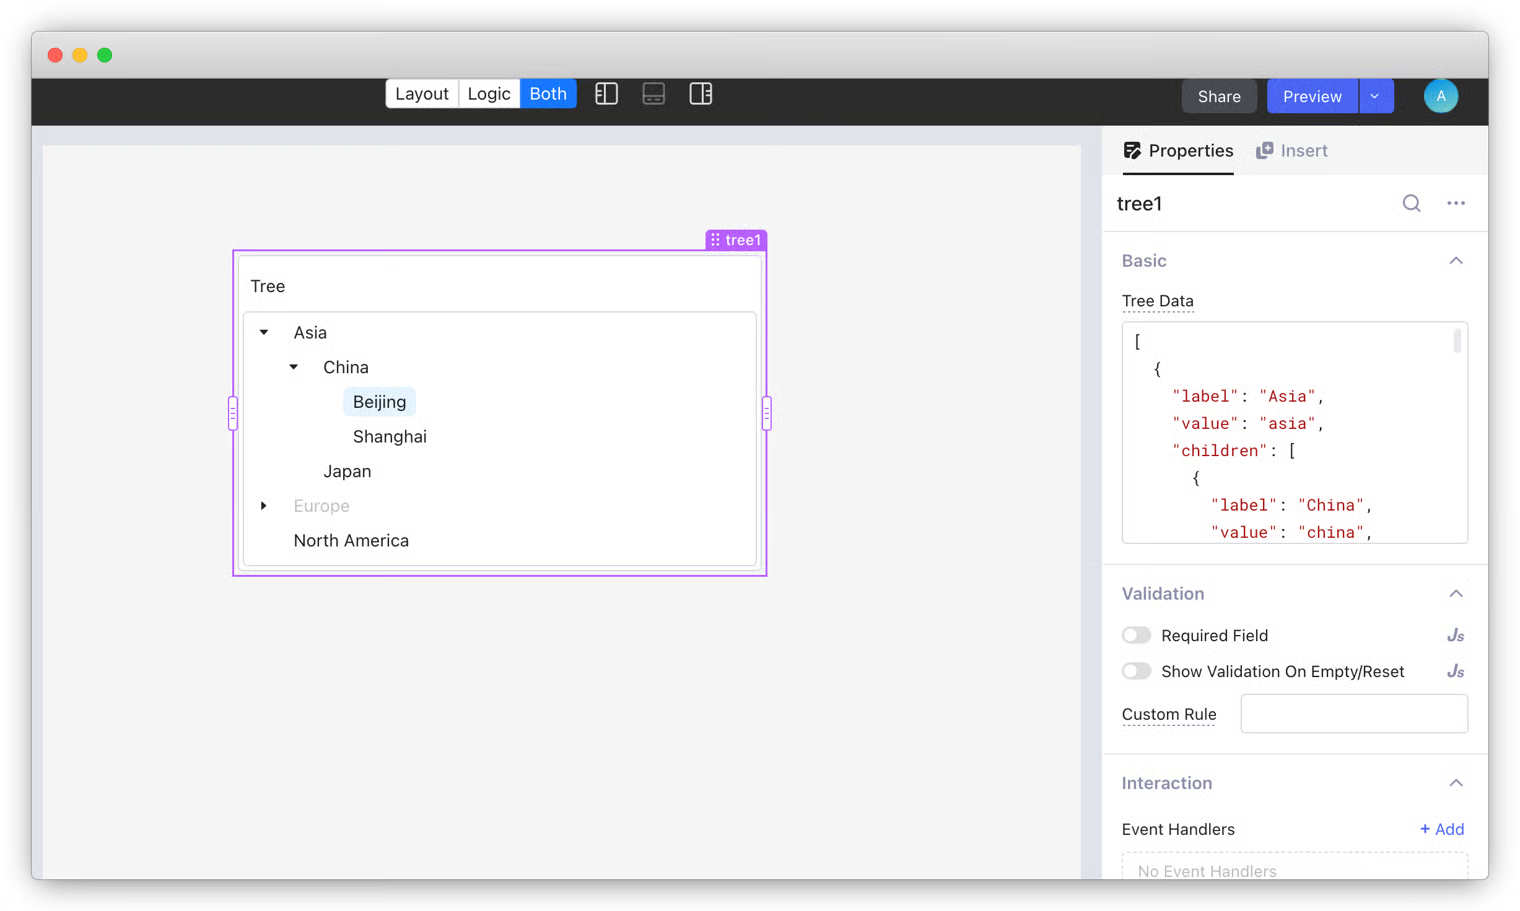 Layout Logic Both
Share Preview A
Properties Insert
tree1
tree1
Tree
Asia
China
Beijing
Shanghai
Japan
Europe
North America
Basic
Tree Data
[
{
"label": "Asia",
"value": "asia",
"children": [
{
"label": "China",
"value": "china",
Validation
Required Field Js
Show Validation On Empty/Reset Js
Custom Rule
Interaction
Event Handlers + Add
No Event Handlers